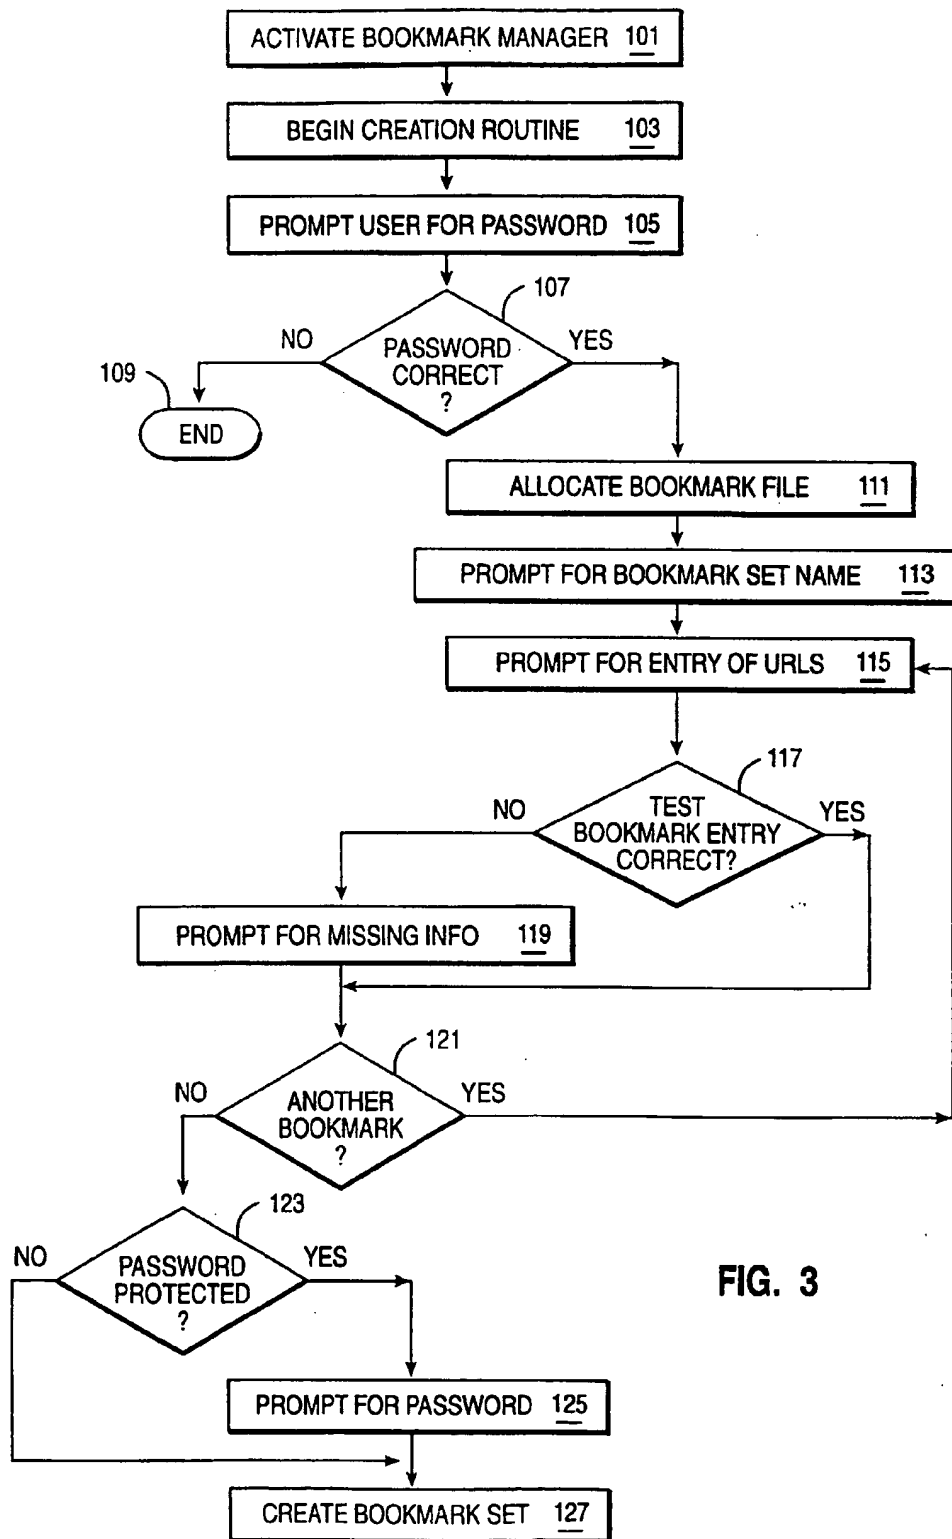 ACTIVATE BOOKMARK MANAGER 101
BEGIN CREATION ROUTINE 103
PROMPT USER FOR PASSWORD 105
107
NO
PASSWORD
CORRECT
?
YES
109
END
ALLOCATE BOOKMARK FILE 111
PROMPT FOR BOOKMARK SET NAME 113
PROMPT FOR ENTRY OF URLS 115
117
NO
TEST
BOOKMARK ENTRY
CORRECT?
YES
PROMPT FOR MISSING INFO 119
121
NO
ANOTHER
BOOKMARK
?
YES
123
NO
PASSWORD
PROTECTED
?
YES
FIG. 3
PROMPT FOR PASSWORD 125
CREATE BOOKMARK SET 127